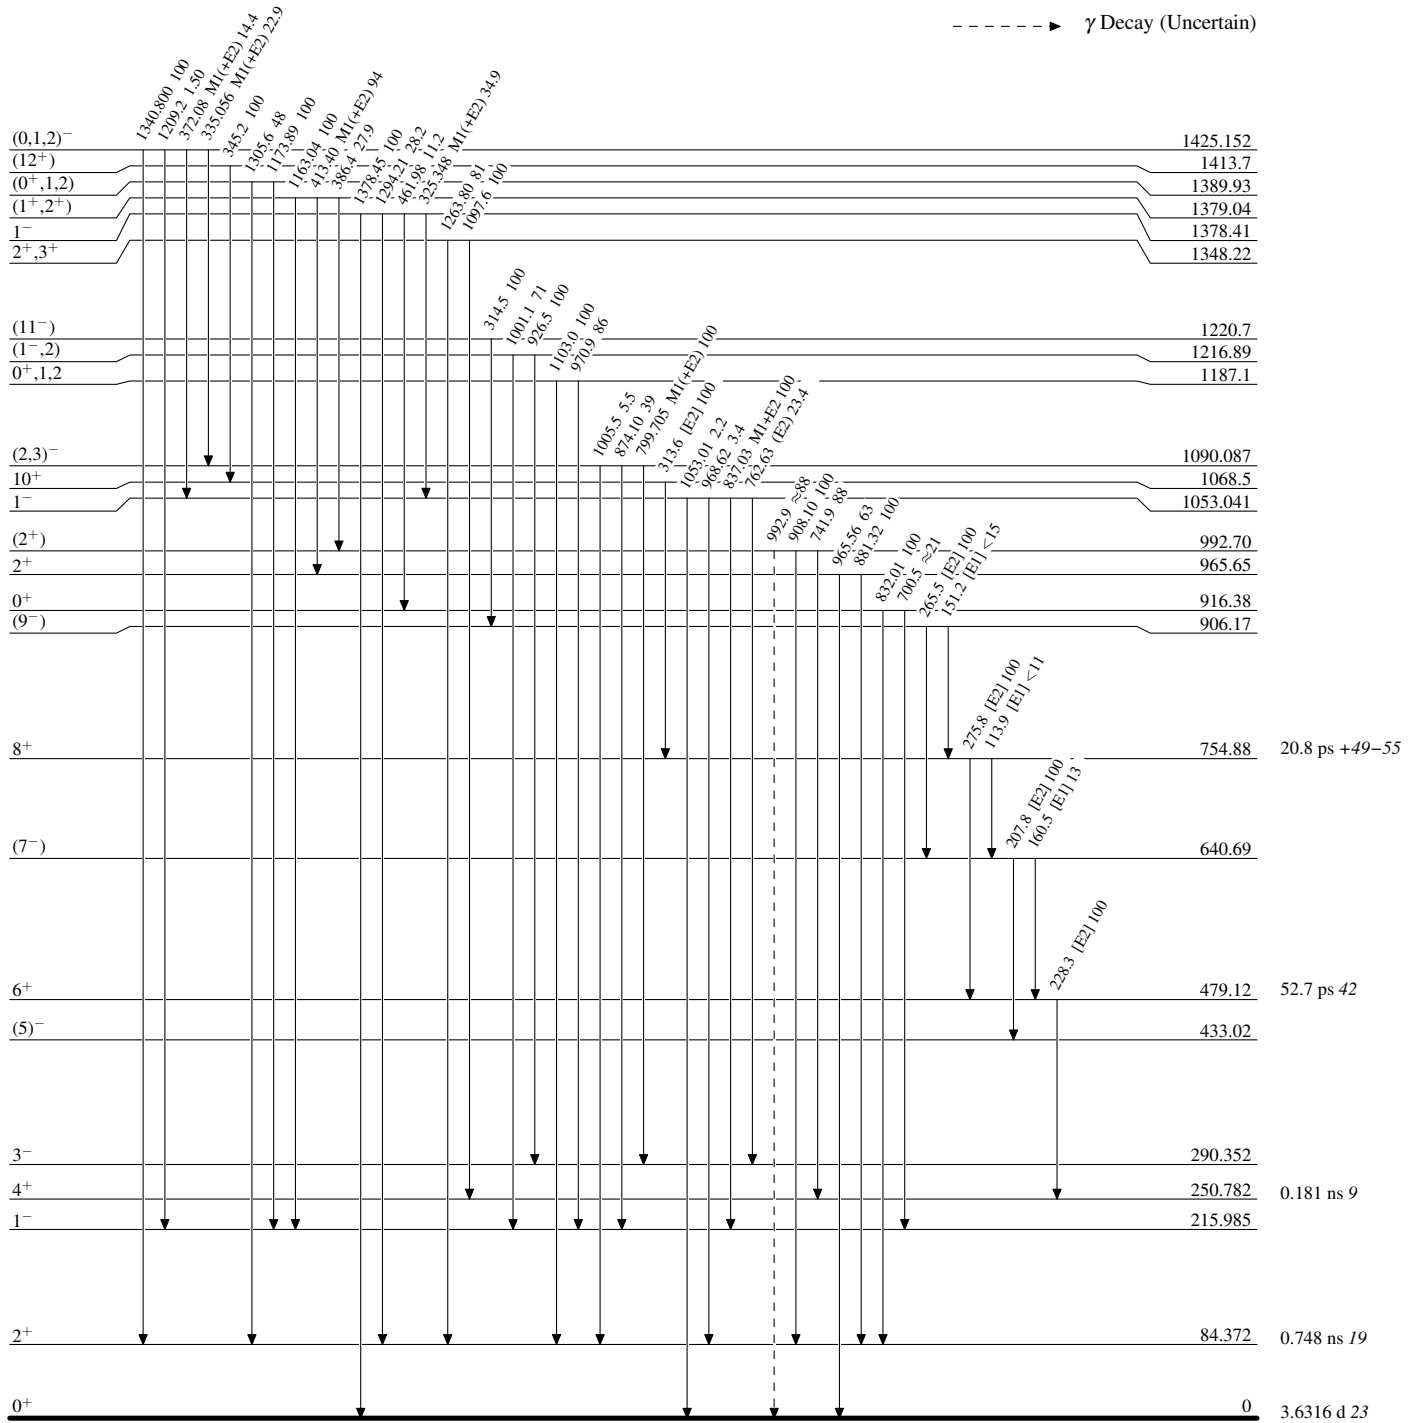 γ Decay (Uncertain)
1340.800 100
1209.2 1.50
372.08 M1(+E2) 14.4
335.056 M1(+E2) 22.9
345.2 100
1305.6 48
1173.89 100
1163.04 100
413.40 M1(+E2) 94
386.4 27.9
1378.45 100
1294.21 28.2
461.98 11.2
325.348 M1(+E2) 34.9
1263.80 81
1097.6 100
(0,1,2)⁻ 1425.152
(12⁺) 1413.7
(0⁺,1,2) 1389.93
(1⁺,2⁺) 1379.04
1⁻ 1378.41
2⁺,3⁺ 1348.22
314.5 100
1001.1 71
926.5 100
1103.0 100
970.9 86
(11⁻) 1220.7
(1⁻,2) 1216.89
0⁺,1,2 1187.1
1005.5 5.5
874.10 39
799.705 M1(+E2) 100
313.6 [E2] 100
1053.01 2.2
968.62 3.4
837.03 M1+E2 100
762.63 (E2) 23.4
(2,3)⁻ 1090.087
10⁺ 1068.5
1⁻ 1053.041
992.9 ≈88
908.10 100
741.9 88
965.56 63
881.32 100
832.01 100
700.5 ≈21
265.5 [E2] 100
151.2 [E1] <15
(2⁺) 992.70
2⁺ 965.65
0⁺ 916.38
(9⁻) 906.17
275.8 [E2] 100
113.9 [E1] <11
8⁺ 754.88 20.8 ps +49−55
207.8 [E2] 100
160.5 [E1] 13
(7⁻) 640.69
228.3 [E2] 100
6⁺ 479.12 52.7 ps 42
(5)⁻ 433.02
3⁻ 290.352
4⁺ 250.782 0.181 ns 9
1⁻ 215.985
2⁺ 84.372 0.748 ns 19
0⁺ 0 3.6316 d 23